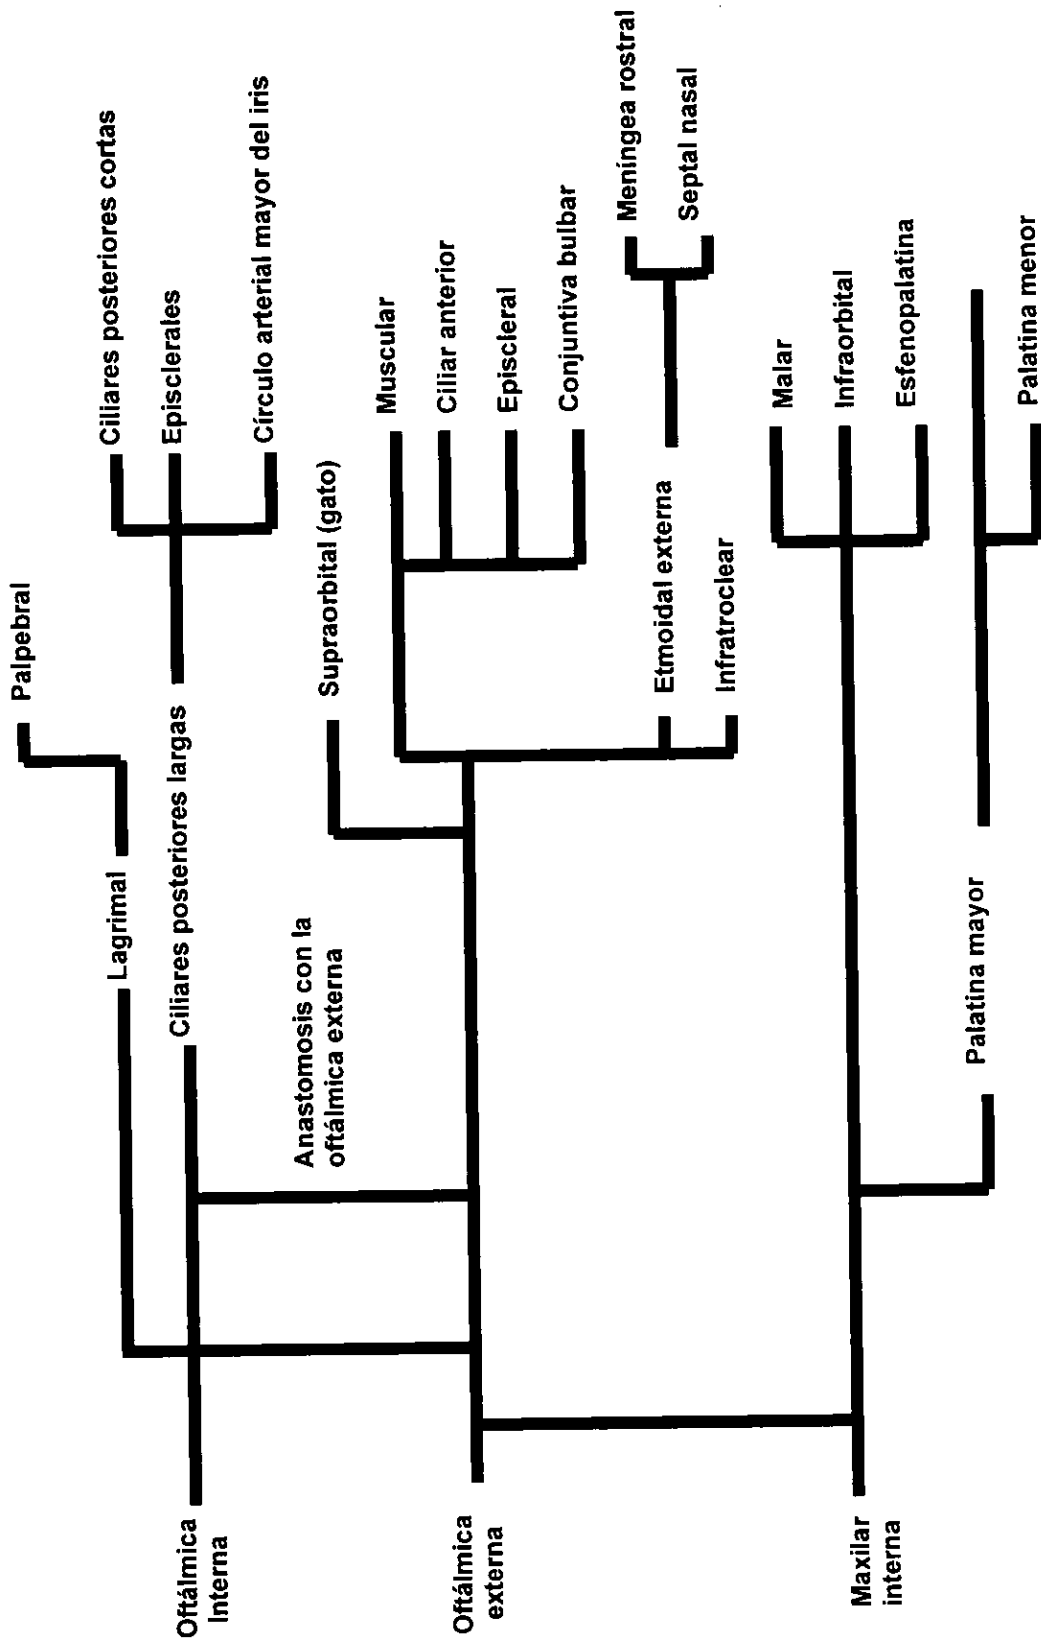 Palpebral
Lagrimal
Ciliares posteriores cortas
Ciliares posteriores largas
Episclerales
Círculo arterial mayor del iris
Oftálmica
Interna
Anastomosis con la
oftálmica externa
Supraorbital (gato)
Muscular
Ciliar anterior
Episcleral
Conjuntiva bulbar
Oftálmica
externa
Etmoidal externa
Infratroclear
Meníngea rostral
Septal nasal
Maxilar
interna
Malar
Infraorbital
Esfenopalatina
Palatina mayor
Palatina menor